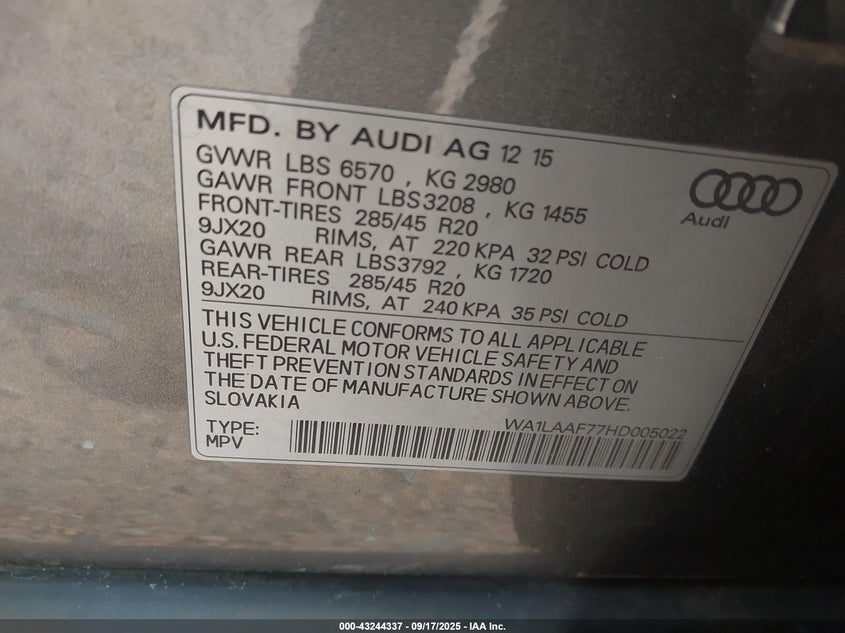 MFD. BY AUDI AG 12 15
GVWR LBS 6570 , KG 2980
GAWR FRONT LBS3208 , KG 1455
FRONT-TIRES 285/45 R20
9JX20 RIMS, AT 220 KPA 32 PSI COLD
GAWR REAR LBS3792 , KG 1720
REAR-TIRES 285/45 R20
9JX20 RIMS, AT 240 KPA 35 PSI COLD
Audi
THIS VEHICLE CONFORMS TO ALL APPLICABLE
U.S. FEDERAL MOTOR VEHICLE SAFETY AND
THEFT PREVENTION STANDARDS IN EFFECT ON
THE DATE OF MANUFACTURE SHOWN ABOVE.
SLOVAKIA
WA1LAAF77HD005022
TYPE:
MPV
000-43244337 - 09/17/2025 - IAA Inc.